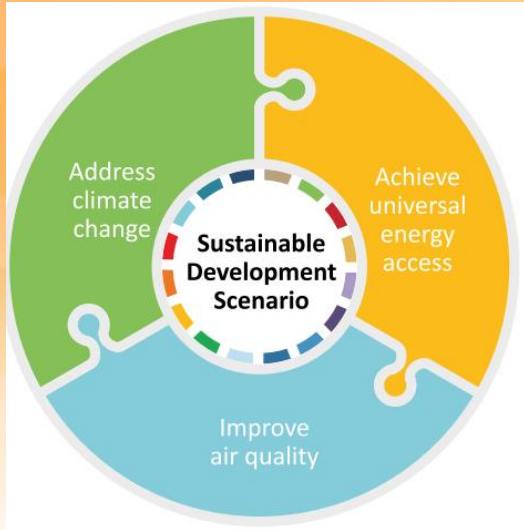 Address
climate
change
Achieve
universal
energy
access
Sustainable
Development
Scenario
Improve
air quality